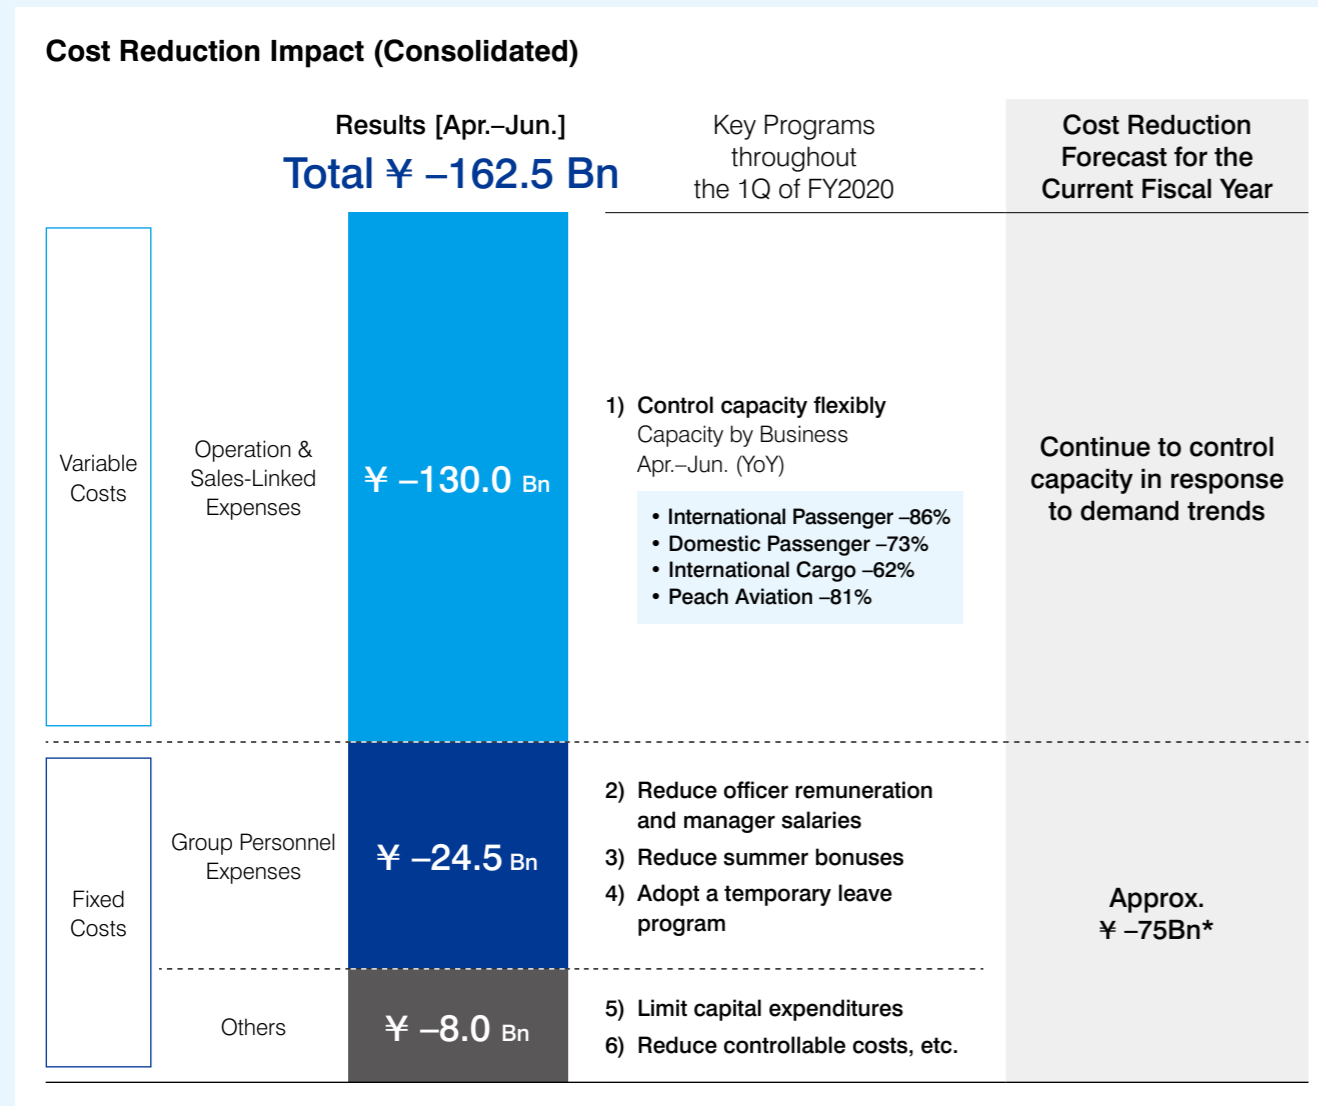 Cost Reduction Impact (Consolidated)
Results [Apr.–Jun.]
Total ¥ –162.5 Bn
Key Programs
throughout
the 1Q of FY2020
Cost Reduction
Forecast for the
Current Fiscal Year
Variable
Costs
Operation &
Sales-Linked
Expenses
¥ –130.0 Bn
1) Control capacity flexibly
Capacity by Business
Apr.–Jun. (YoY)
• International Passenger –86%
• Domestic Passenger –73%
• International Cargo –62%
• Peach Aviation –81%
Continue to control
capacity in response
to demand trends
Fixed
Costs
Group Personnel
Expenses
¥ –24.5 Bn
2) Reduce officer remuneration
and manager salaries
3) Reduce summer bonuses
4) Adopt a temporary leave
program
Approx.
¥ –75Bn*
Others
¥ –8.0 Bn
5) Limit capital expenditures
6) Reduce controllable costs, etc.